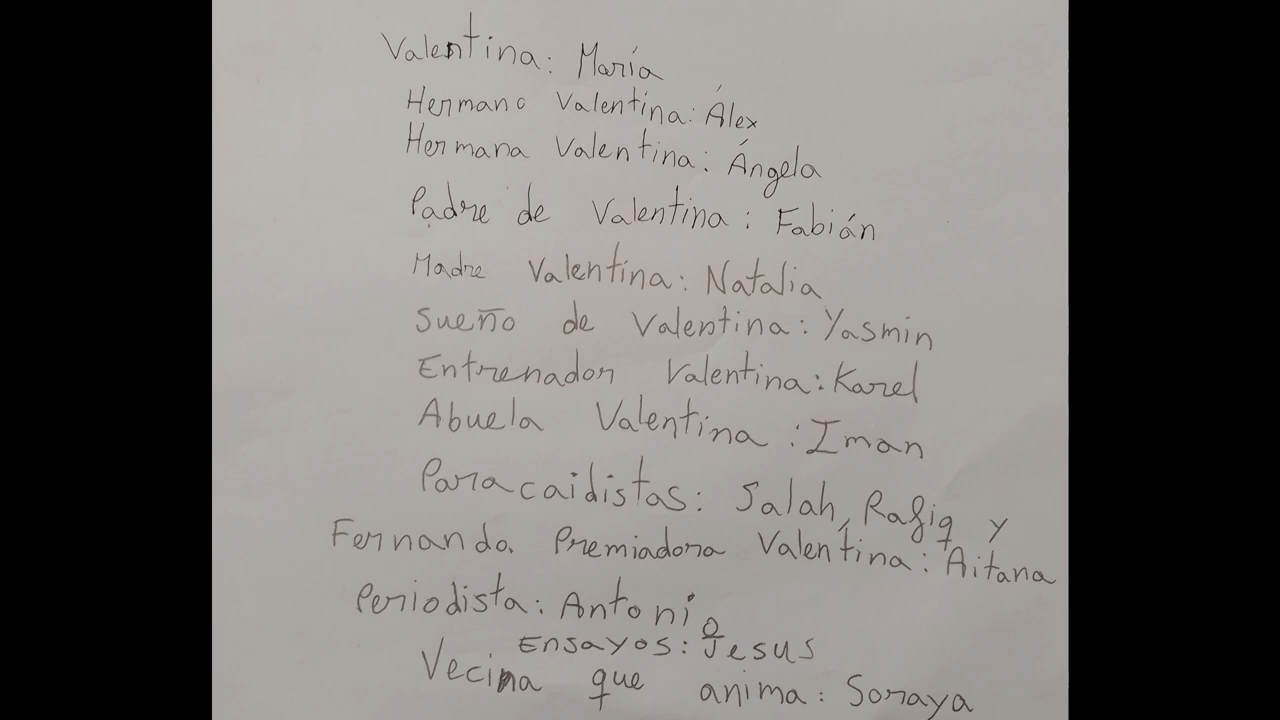 Valentina: María
Hermano Valentina: Álex
Hermana Valentina: Ángela
Padre de Valentina: Fabián
Madre Valentina: Natalia
Sueño de Valentina: Yasmin
Entrenador Valentina: Karel
Abuela Valentina: Iman
Paracaidistas: Salah, Rafiq y
Fernando. Premiadora Valentina: Aitana
Periodista: Antonio
Ensayos: Jesus
Vecina que anima: Soraya